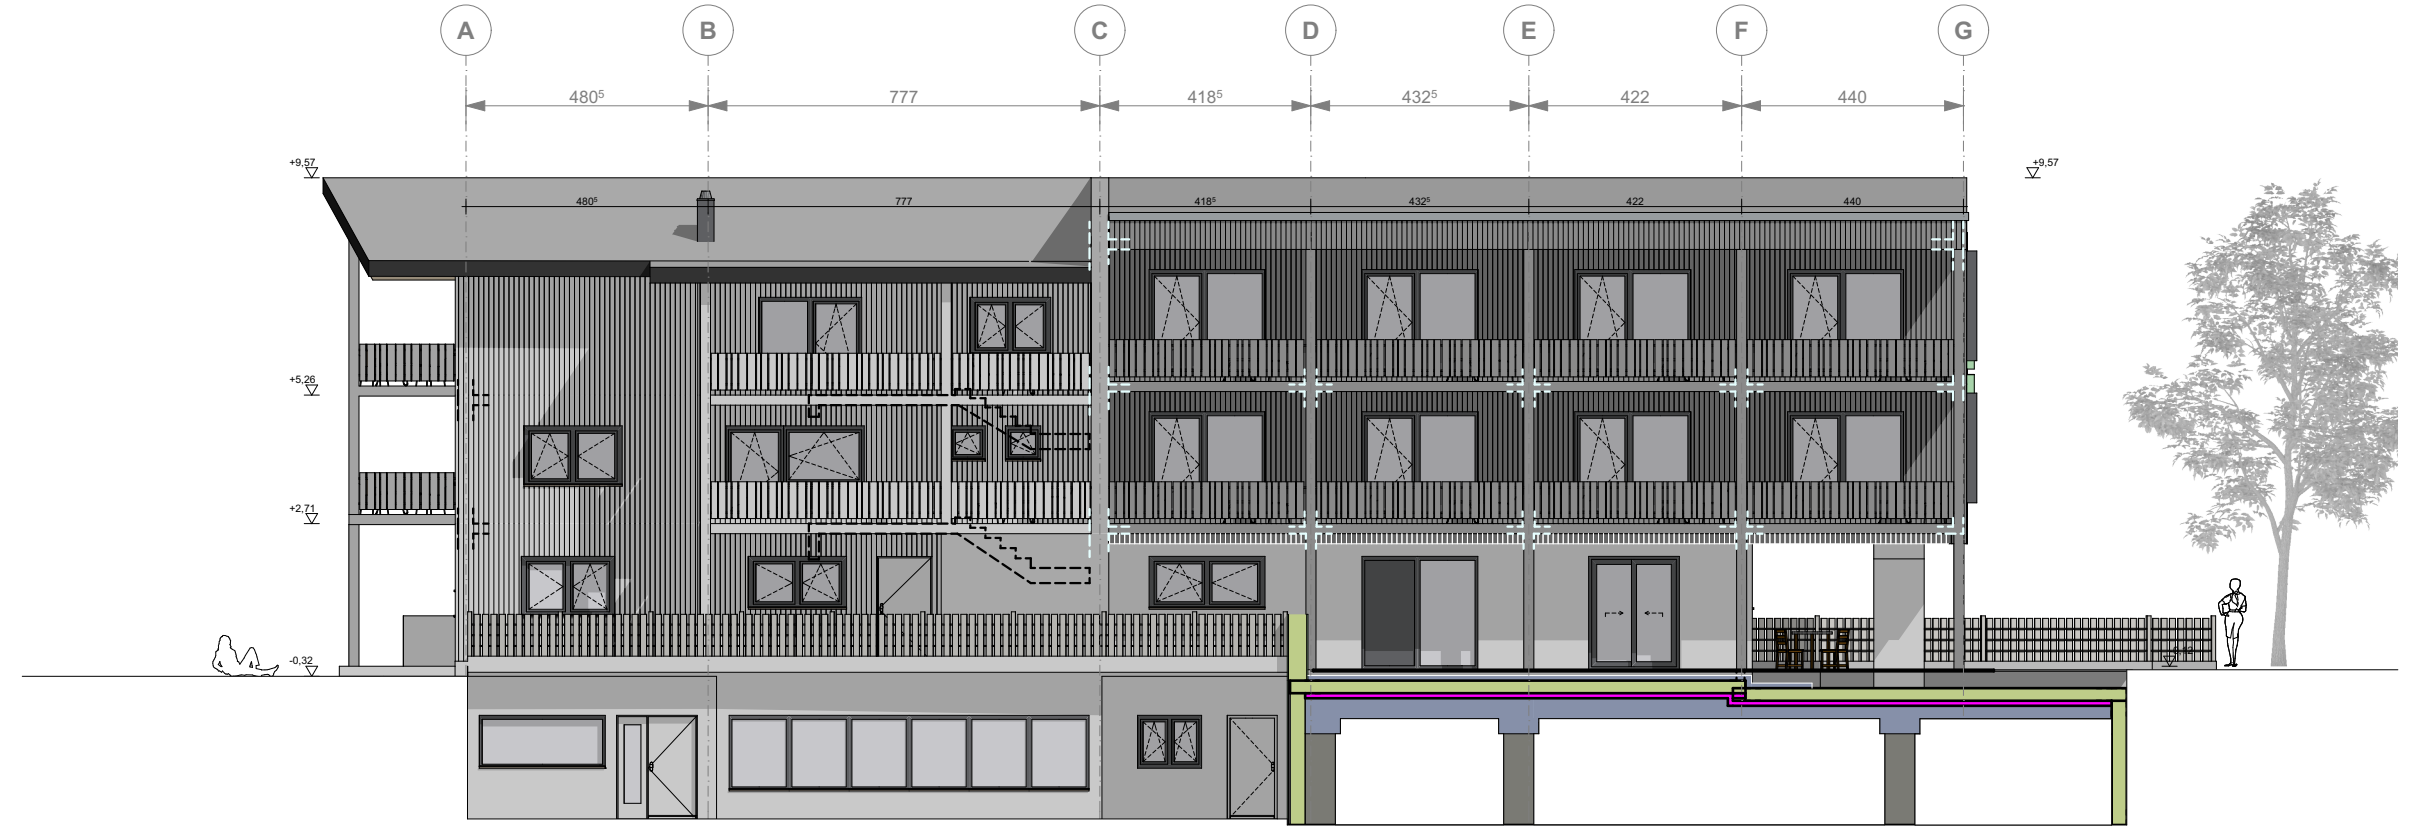 A B C D E F G
480⁵ 777 418⁵ 432⁵ 422 440
+9,57 +9,57
480⁵ 777 418⁵ 432⁵ 422 440
+5,26
+2,71
-0,32